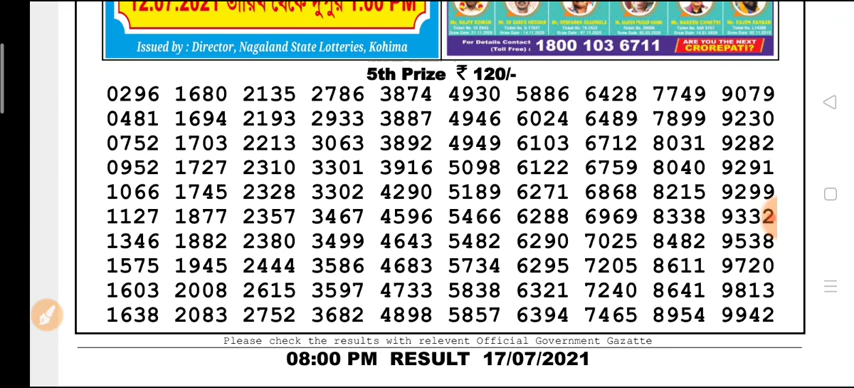 12.07.2021 তারিখ থেকে দুপুর 1:00 PM
Issued by : Director, Nagaland State Lotteries, Kohima
For Details Contact (Toll Free) : 1800 103 6711
ARE YOU THE NEXT CROREPATI?
5th Prize ₹ 120/-
0296 1680 2135 2786 3874 4930 5886 6428 7749 9079
0481 1694 2193 2933 3887 4946 6024 6489 7899 9230
0752 1703 2213 3063 3892 4949 6103 6712 8031 9282
0952 1727 2310 3301 3916 5098 6122 6759 8040 9291
1066 1745 2328 3302 4290 5189 6271 6868 8215 9299
1127 1877 2357 3467 4596 5466 6288 6969 8338 9332
1346 1882 2380 3499 4643 5482 6290 7025 8482 9538
1575 1945 2444 3586 4683 5734 6295 7205 8611 9720
1603 2008 2615 3597 4733 5838 6321 7240 8641 9813
1638 2083 2752 3682 4898 5857 6394 7465 8954 9942
Please check the results with relevent Official Government Gazatte
08:00 PM RESULT 17/07/2021